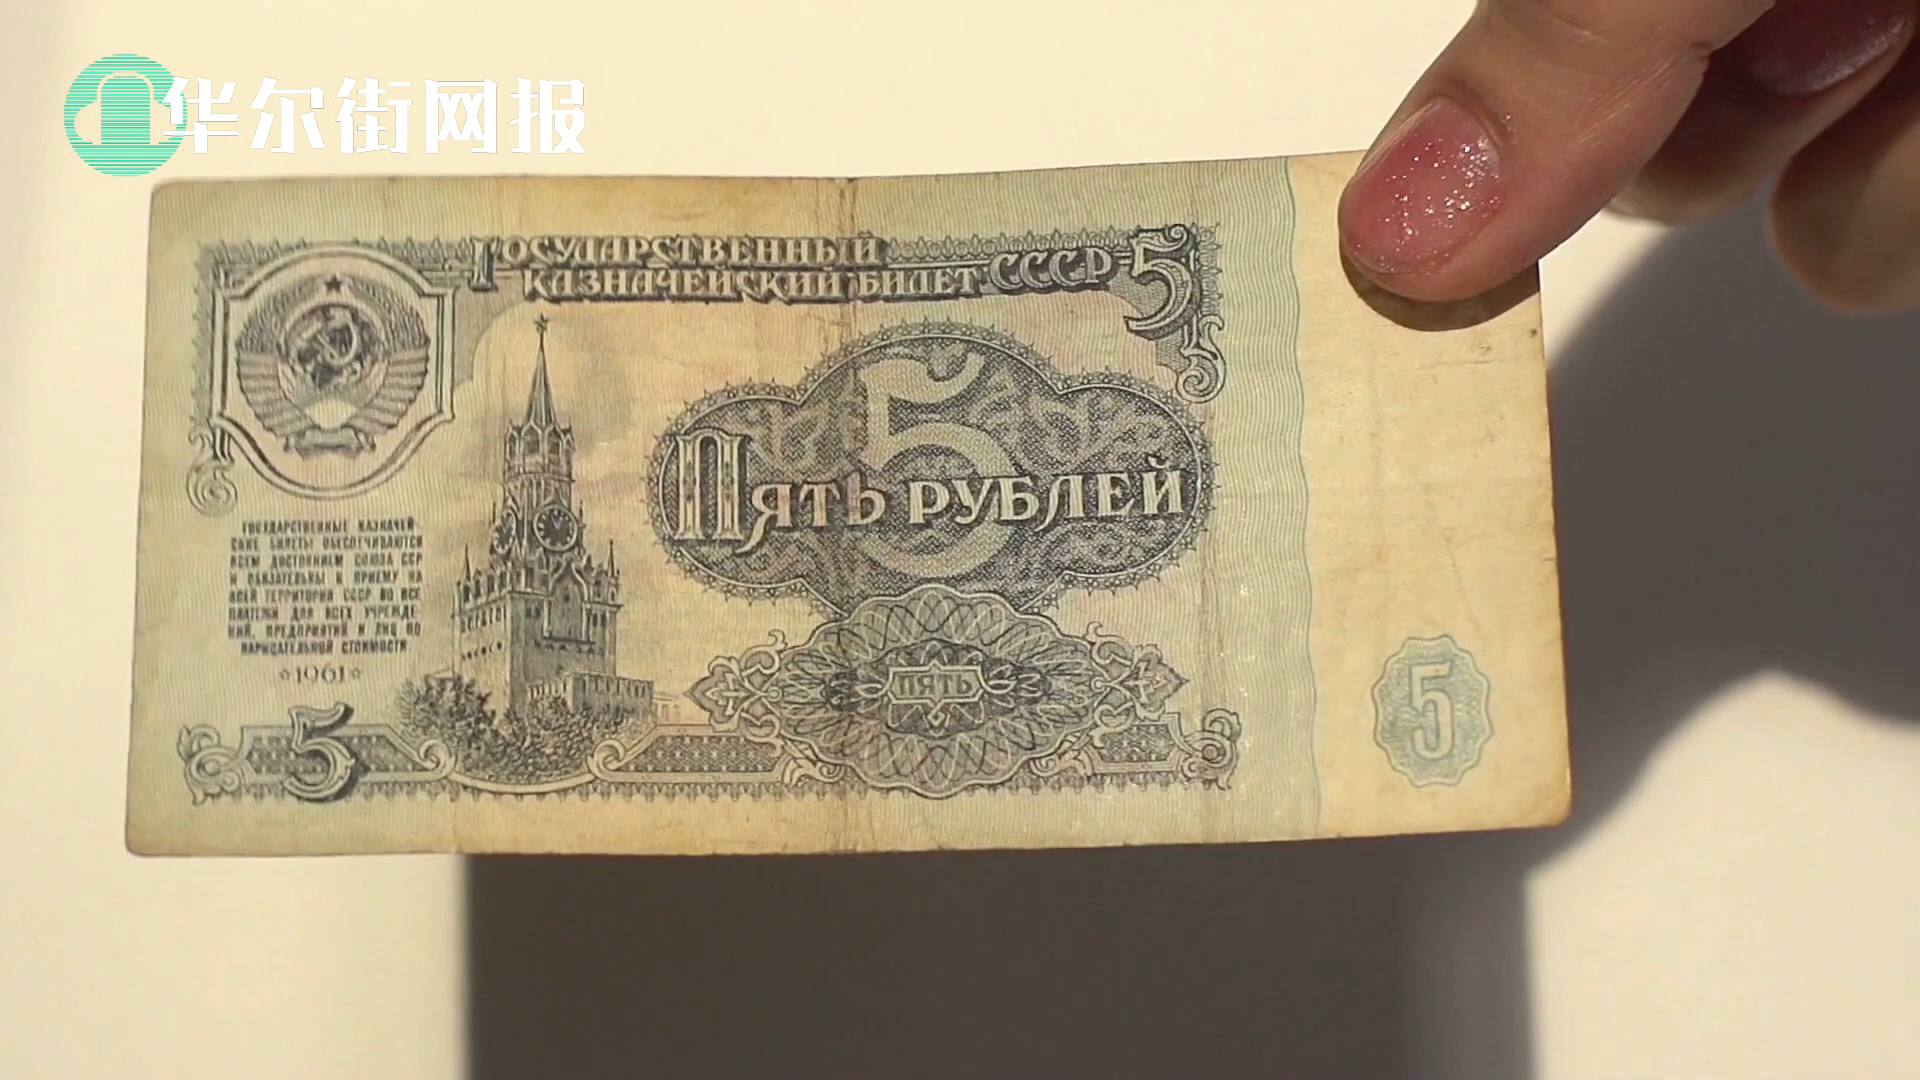 华尔街网报
Государственный
казначейский билет СССР 5
5
Пять рублей
государственные казначей-
ские билеты обеспечиваются
всем достоянием Союза ССР
и обязательны к приему на
всей территории СССР во все
платежи для всех учрежде-
ний, предприятий и лиц по
нарицательной стоимости
1961
ПЯТЬ
5
5